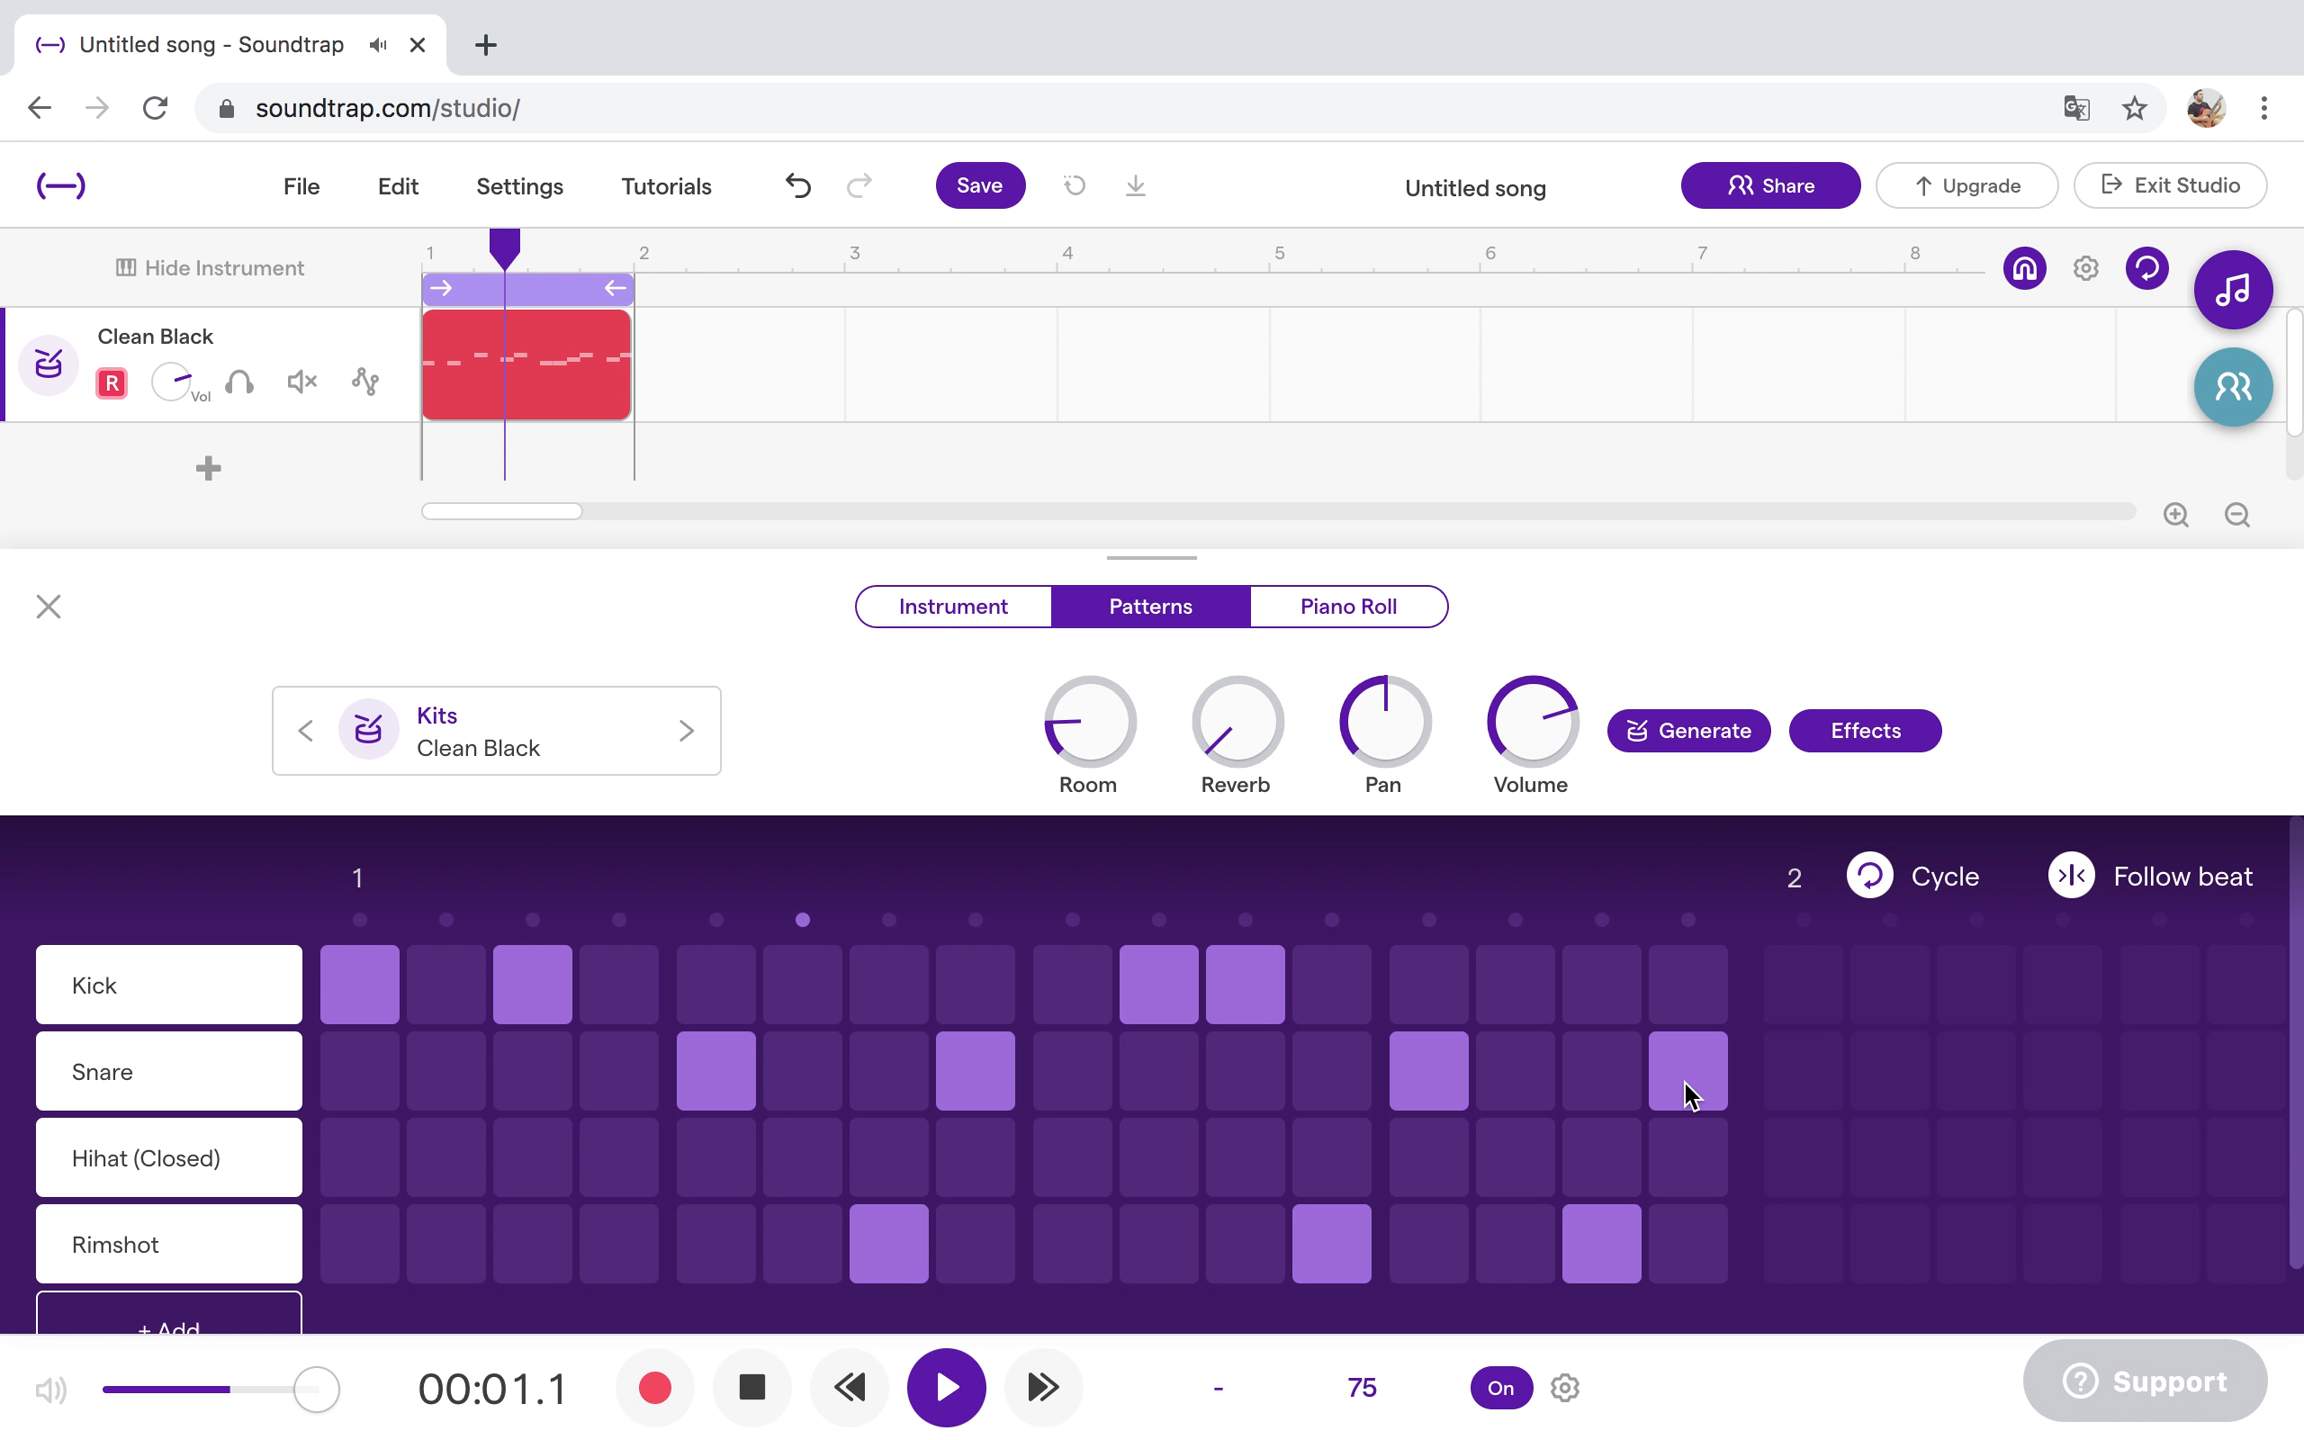 Untitled song - Soundtrap
soundtrap.com/studio/
File Edit Settings Tutorials Save Untitled song Share Upgrade Exit Studio
Hide Instrument 1 2 3 4 5 6 7 8
Clean Black
R Vol
Instrument Patterns Piano Roll
Kits
Clean Black
Generate Effects
Room Reverb Pan Volume
1 2 Cycle Follow beat
Kick
Snare
Hihat (Closed)
Rimshot
+ Add
00:01.1 - 75 On Support